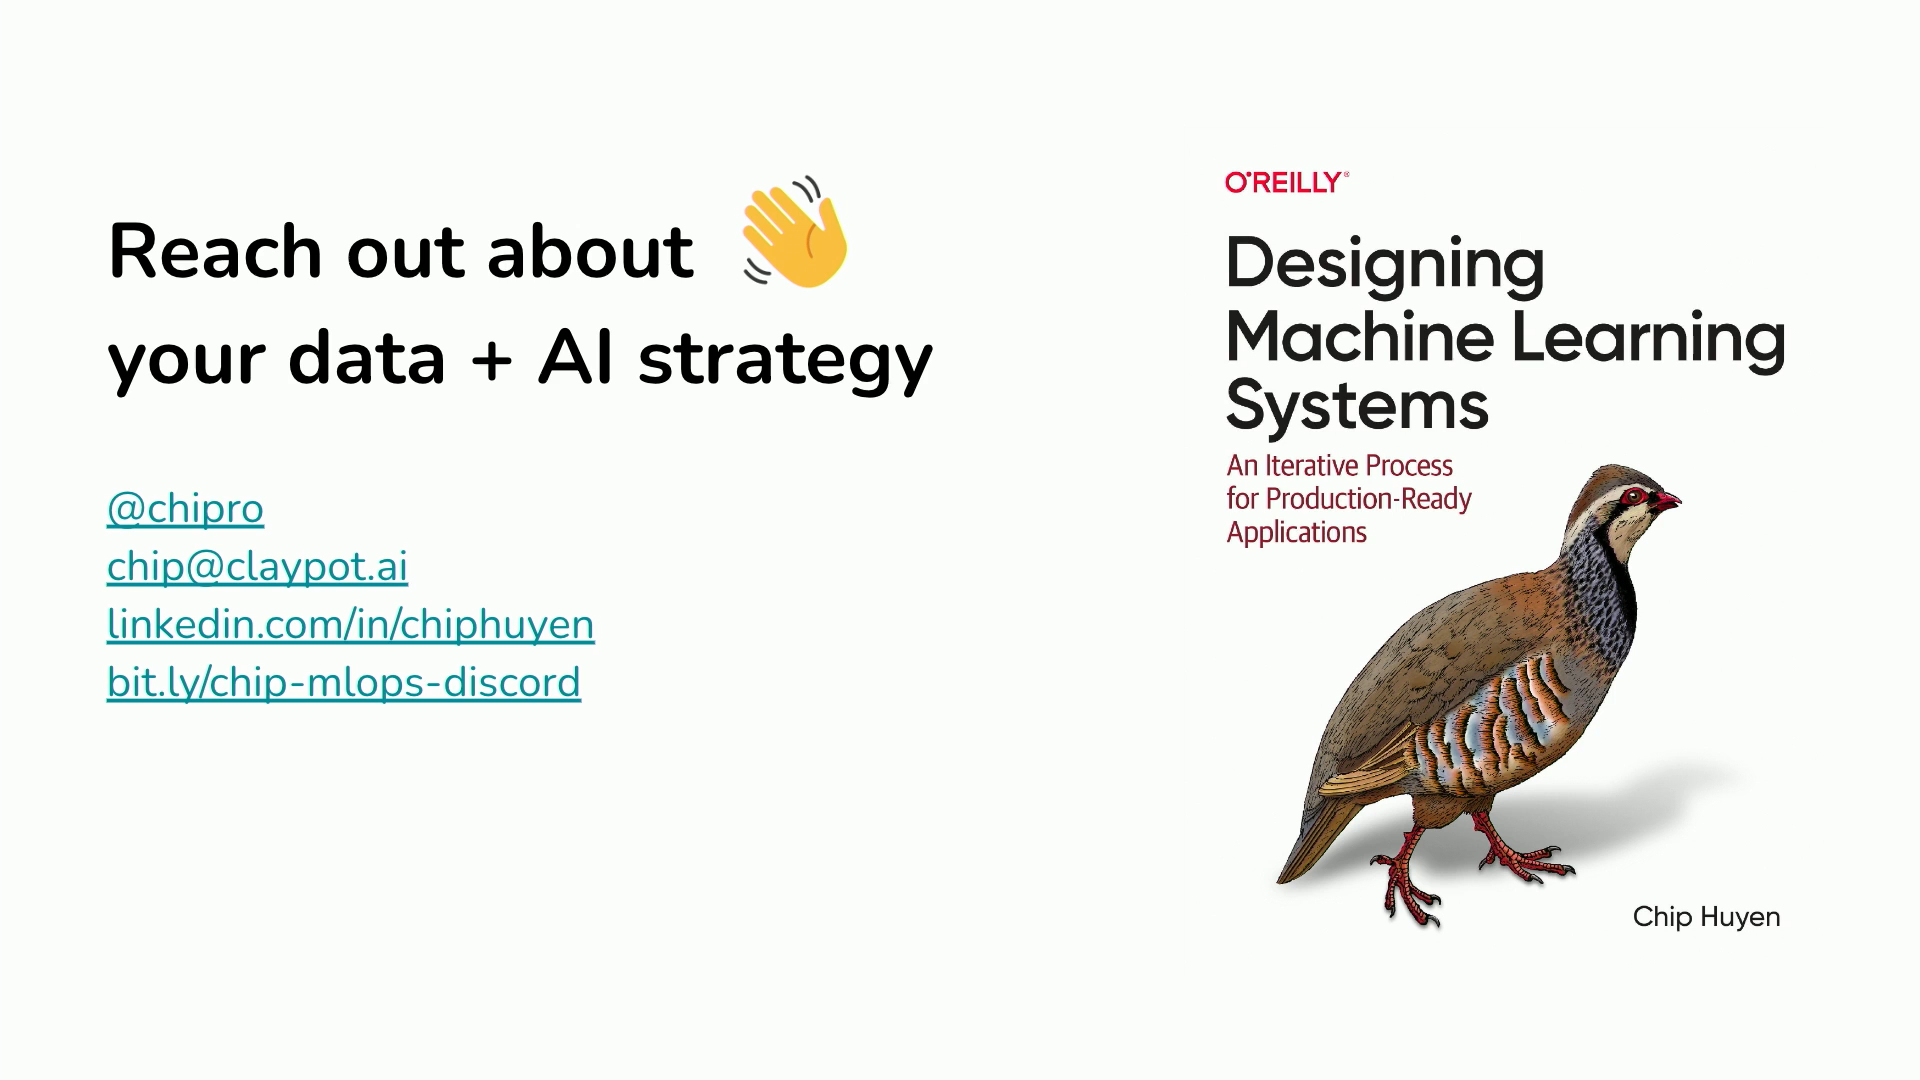 Reach out about 👋
your data + AI strategy
@chipro
chip@claypot.ai
linkedin.com/in/chiphuyen
bit.ly/chip-mlops-discord
O'REILLY®
Designing
Machine Learning
Systems
An Iterative Process
for Production-Ready
Applications
Chip Huyen